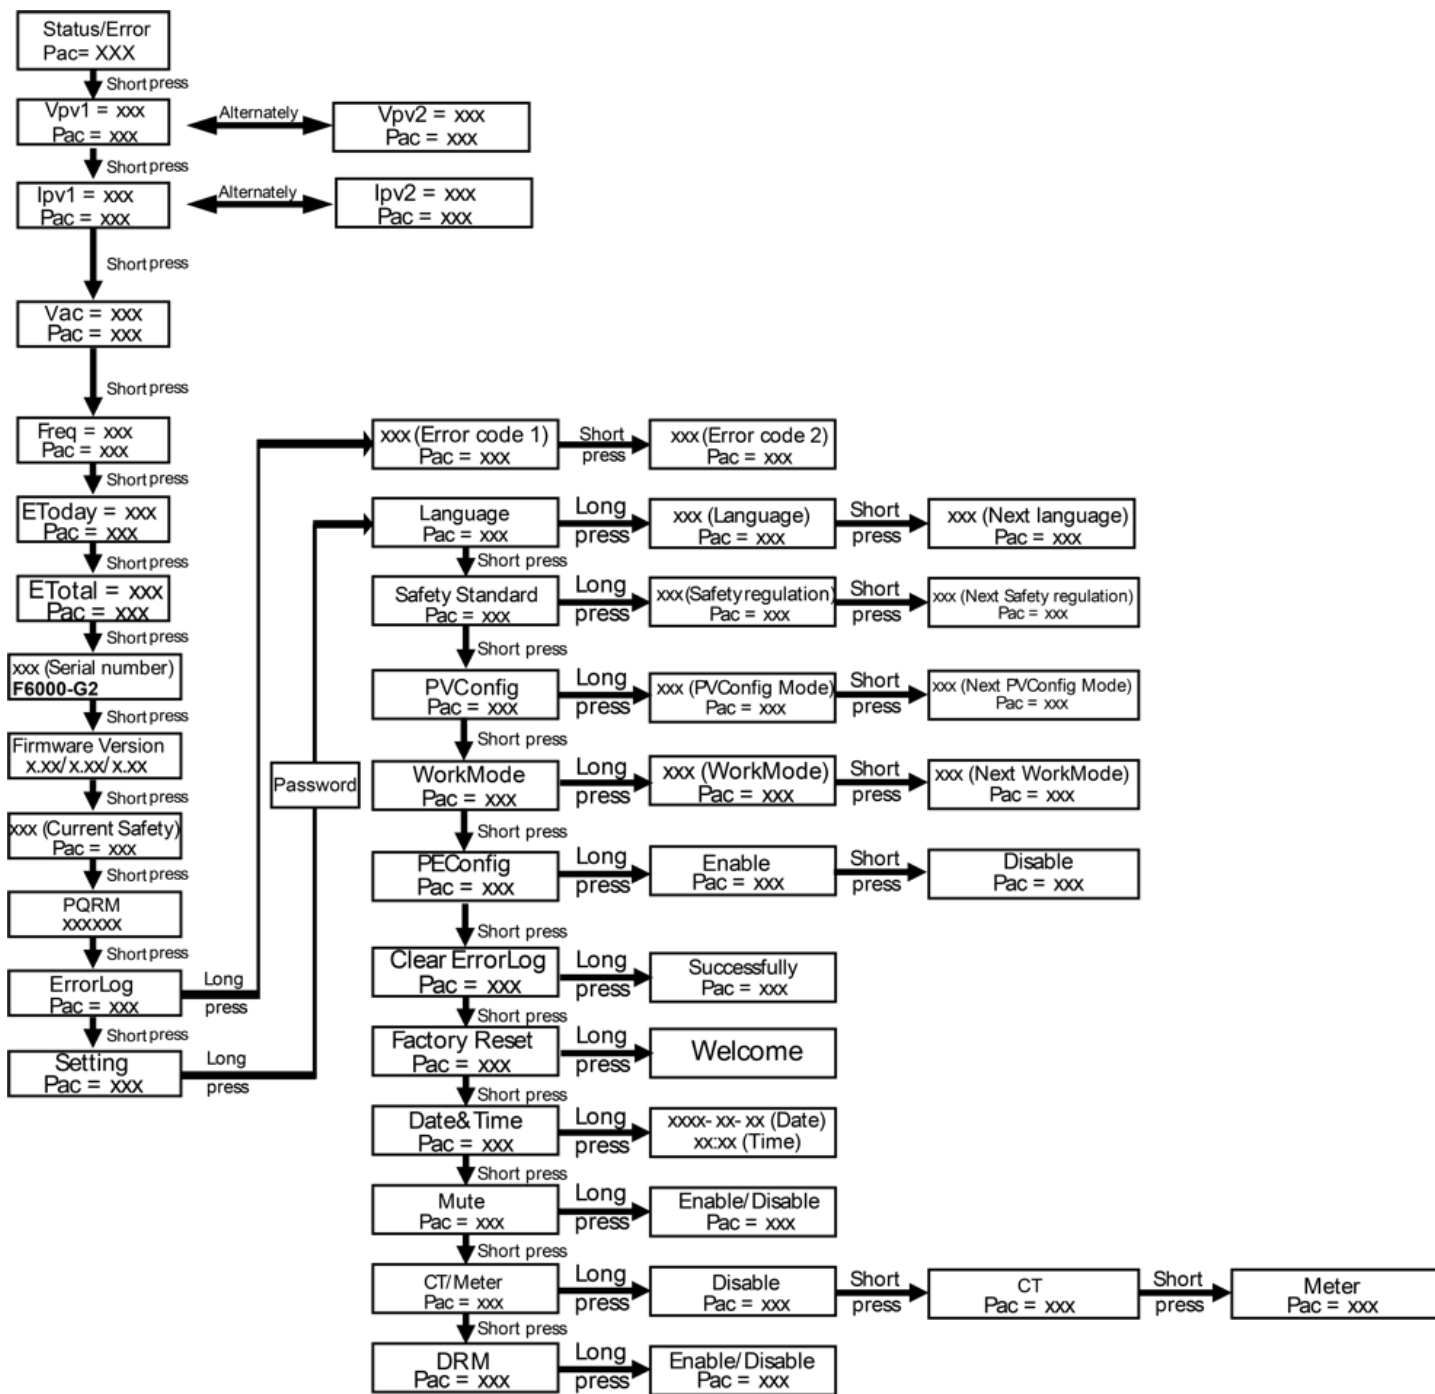 Status/Error
Pac= XXX
Short press
Vpv1 = xxx
Pac = xxx
Alternately
Vpv2 = xxx
Pac = xxx
Short press
Ipv1 = xxx
Pac = xxx
Alternately
Ipv2 = xxx
Pac = xxx
Short press
Vac = xxx
Pac = xxx
Short press
Freq = xxx
Pac = xxx
Short press
EToday = xxx
Pac = xxx
Short press
ETotal = xxx
Pac = xxx
Short press
xxx (Serial number)
F6000-G2
Short press
Firmware Version
x.xx/x.xx/x.xx
Short press
xxx (Current Safety)
Pac = xxx
Short press
PQRM
xxxxxx
Short press
ErrorLog
Pac = xxx
Long
press
Short press
Setting
Pac = xxx
Long
press
Password
xxx (Error code 1)
Pac = xxx
Short
press
xxx (Error code 2)
Pac = xxx
Language
Pac = xxx
Long
press
xxx (Language)
Pac = xxx
Short
press
xxx (Next language)
Pac = xxx
Short press
Safety Standard
Pac = xxx
Long
press
xxx (Safety regulation)
Pac = xxx
Short
press
xxx (Next Safety regulation)
Pac = xxx
Short press
PVConfig
Pac = xxx
Long
press
xxx (PVConfig Mode)
Pac = xxx
Short
press
xxx (Next PVConfig Mode)
Pac = xxx
Short press
WorkMode
Pac = xxx
Long
press
xxx (WorkMode)
Pac = xxx
Short
press
xxx (Next WorkMode)
Pac = xxx
Short press
PEConfig
Pac = xxx
Long
press
Enable
Pac = xxx
Short
press
Disable
Pac = xxx
Short press
Clear ErrorLog
Pac = xxx
Long
press
Successfully
Pac = xxx
Short press
Factory Reset
Pac = xxx
Long
press
Welcome
Short press
Date&Time
Pac = xxx
Long
press
xxxx- xx- xx (Date)
xx:xx (Time)
Short press
Mute
Pac = xxx
Long
press
Enable/Disable
Pac = xxx
Short press
CT/Meter
Pac = xxx
Long
press
Disable
Pac = xxx
Short
press
CT
Pac = xxx
Short
press
Meter
Pac = xxx
Short press
DRM
Pac = xxx
Long
press
Enable/Disable
Pac = xxx